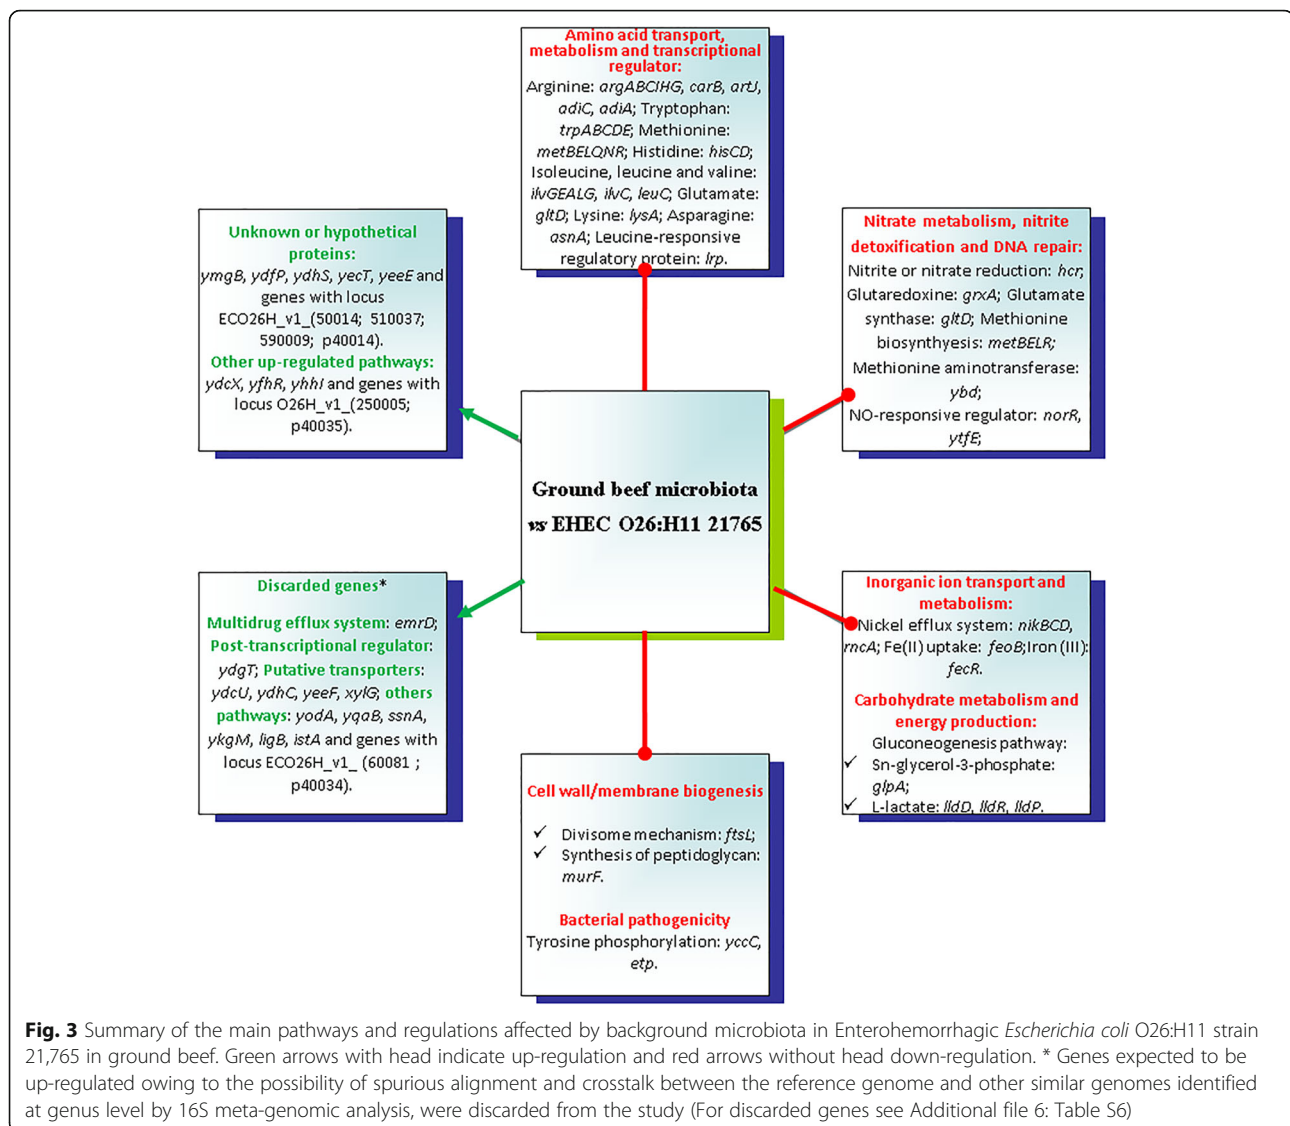 Amino acid transport,
metabolism and transcriptional
regulator:
Arginine: argABCIHG, carB, artJ,
adiC, adiA; Tryptophan:
trpABCDE; Methionine:
metBELQNR; Histidine: hisCD;
Isoleucine, leucine and valine:
ilvGEALG, ilvC, leuC; Glutamate:
gltD; Lysine: lysA; Asparagine:
asnA; Leucine-responsive
regulatory protein: lrp.
Unknown or hypothetical
proteins:
ymgB, ydfP, ydhS, yecT, yeeE and
genes with locus
ECO26H_v1_(50014; 510037;
590009; p40014).
Other up-regulated pathways:
ydcX, yfhR, yhhI and genes with
locus O26H_v1_(250005;
p40035).
Nitrate metabolism, nitrite
detoxification and DNA repair:
Nitrite or nitrate reduction: hcr;
Glutaredoxine: grxA; Glutamate
synthase: gltD; Methionine
biosynthyesis: metBELR;
Methionine aminotransferase:
ybd;
NO-responsive regulator: norR,
ytfE;
Ground beef microbiota
vs EHEC O26:H11 21765
Discarded genes*
Multidrug efflux system: emrD;
Post-transcriptional regulator:
ydgT; Putative transporters:
ydcU, ydhC, yeeF, xylG; others
pathways: yodA, yqaB, ssnA,
ykgM, ligB, istA and genes with
locus ECO26H_v1_ (60081 ;
p40034).
Inorganic ion transport and
metabolism:
Nickel efflux system: nikBCD,
rncA; Fe(II) uptake: feoB;Iron (III):
fecR.
Carbohydrate metabolism and
energy production:
Gluconeogenesis pathway:
✓ Sn-glycerol-3-phosphate:
glpA;
✓ L-lactate: lldD, lldR, lldP.
Cell wall/membrane biogenesis
✓ Divisome mechanism: ftsL;
✓ Synthesis of peptidoglycan:
murF.
Bacterial pathogenicity
Tyrosine phosphorylation: yccC,
etp.
Fig. 3 Summary of the main pathways and regulations affected by background microbiota in Enterohemorrhagic Escherichia coli O26:H11 strain
21,765 in ground beef. Green arrows with head indicate up-regulation and red arrows without head down-regulation. * Genes expected to be
up-regulated owing to the possibility of spurious alignment and crosstalk between the reference genome and other similar genomes identified
at genus level by 16S meta-genomic analysis, were discarded from the study (For discarded genes see Additional file 6: Table S6)